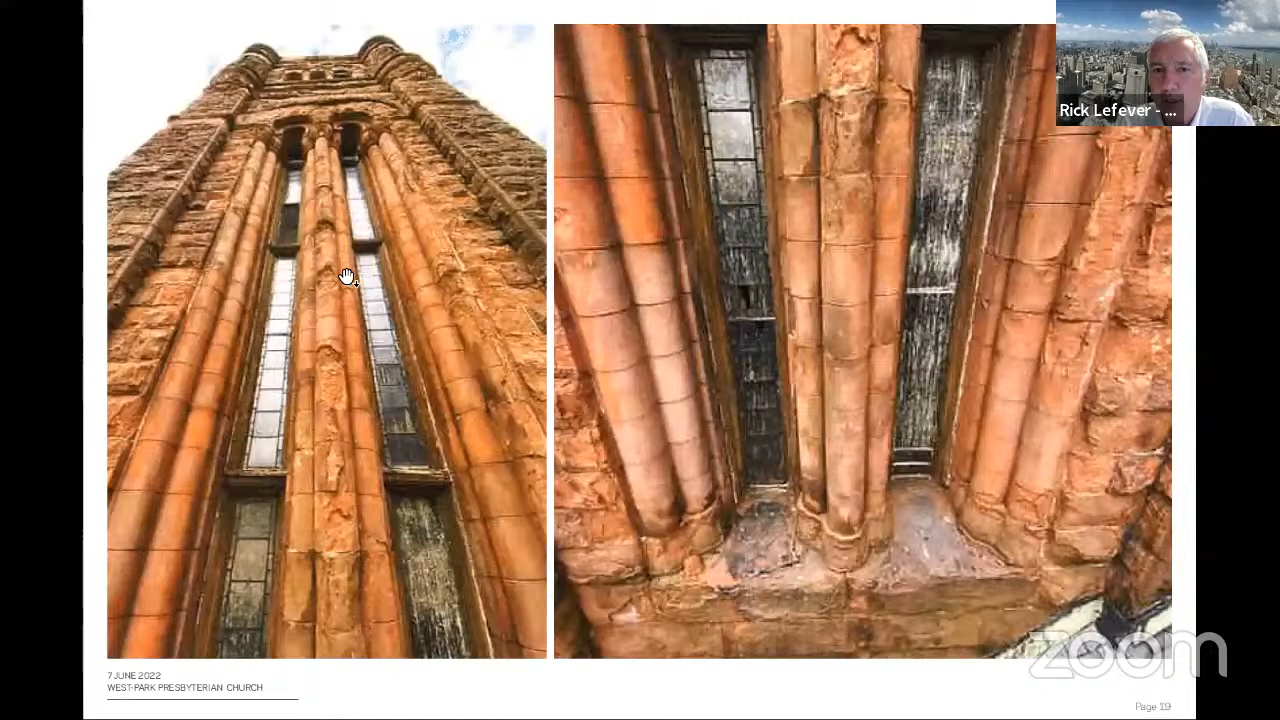 Rick Lefever - ...
zoom
7 JUNE 2022
WEST-PARK PRESBYTERIAN CHURCH
Page 19